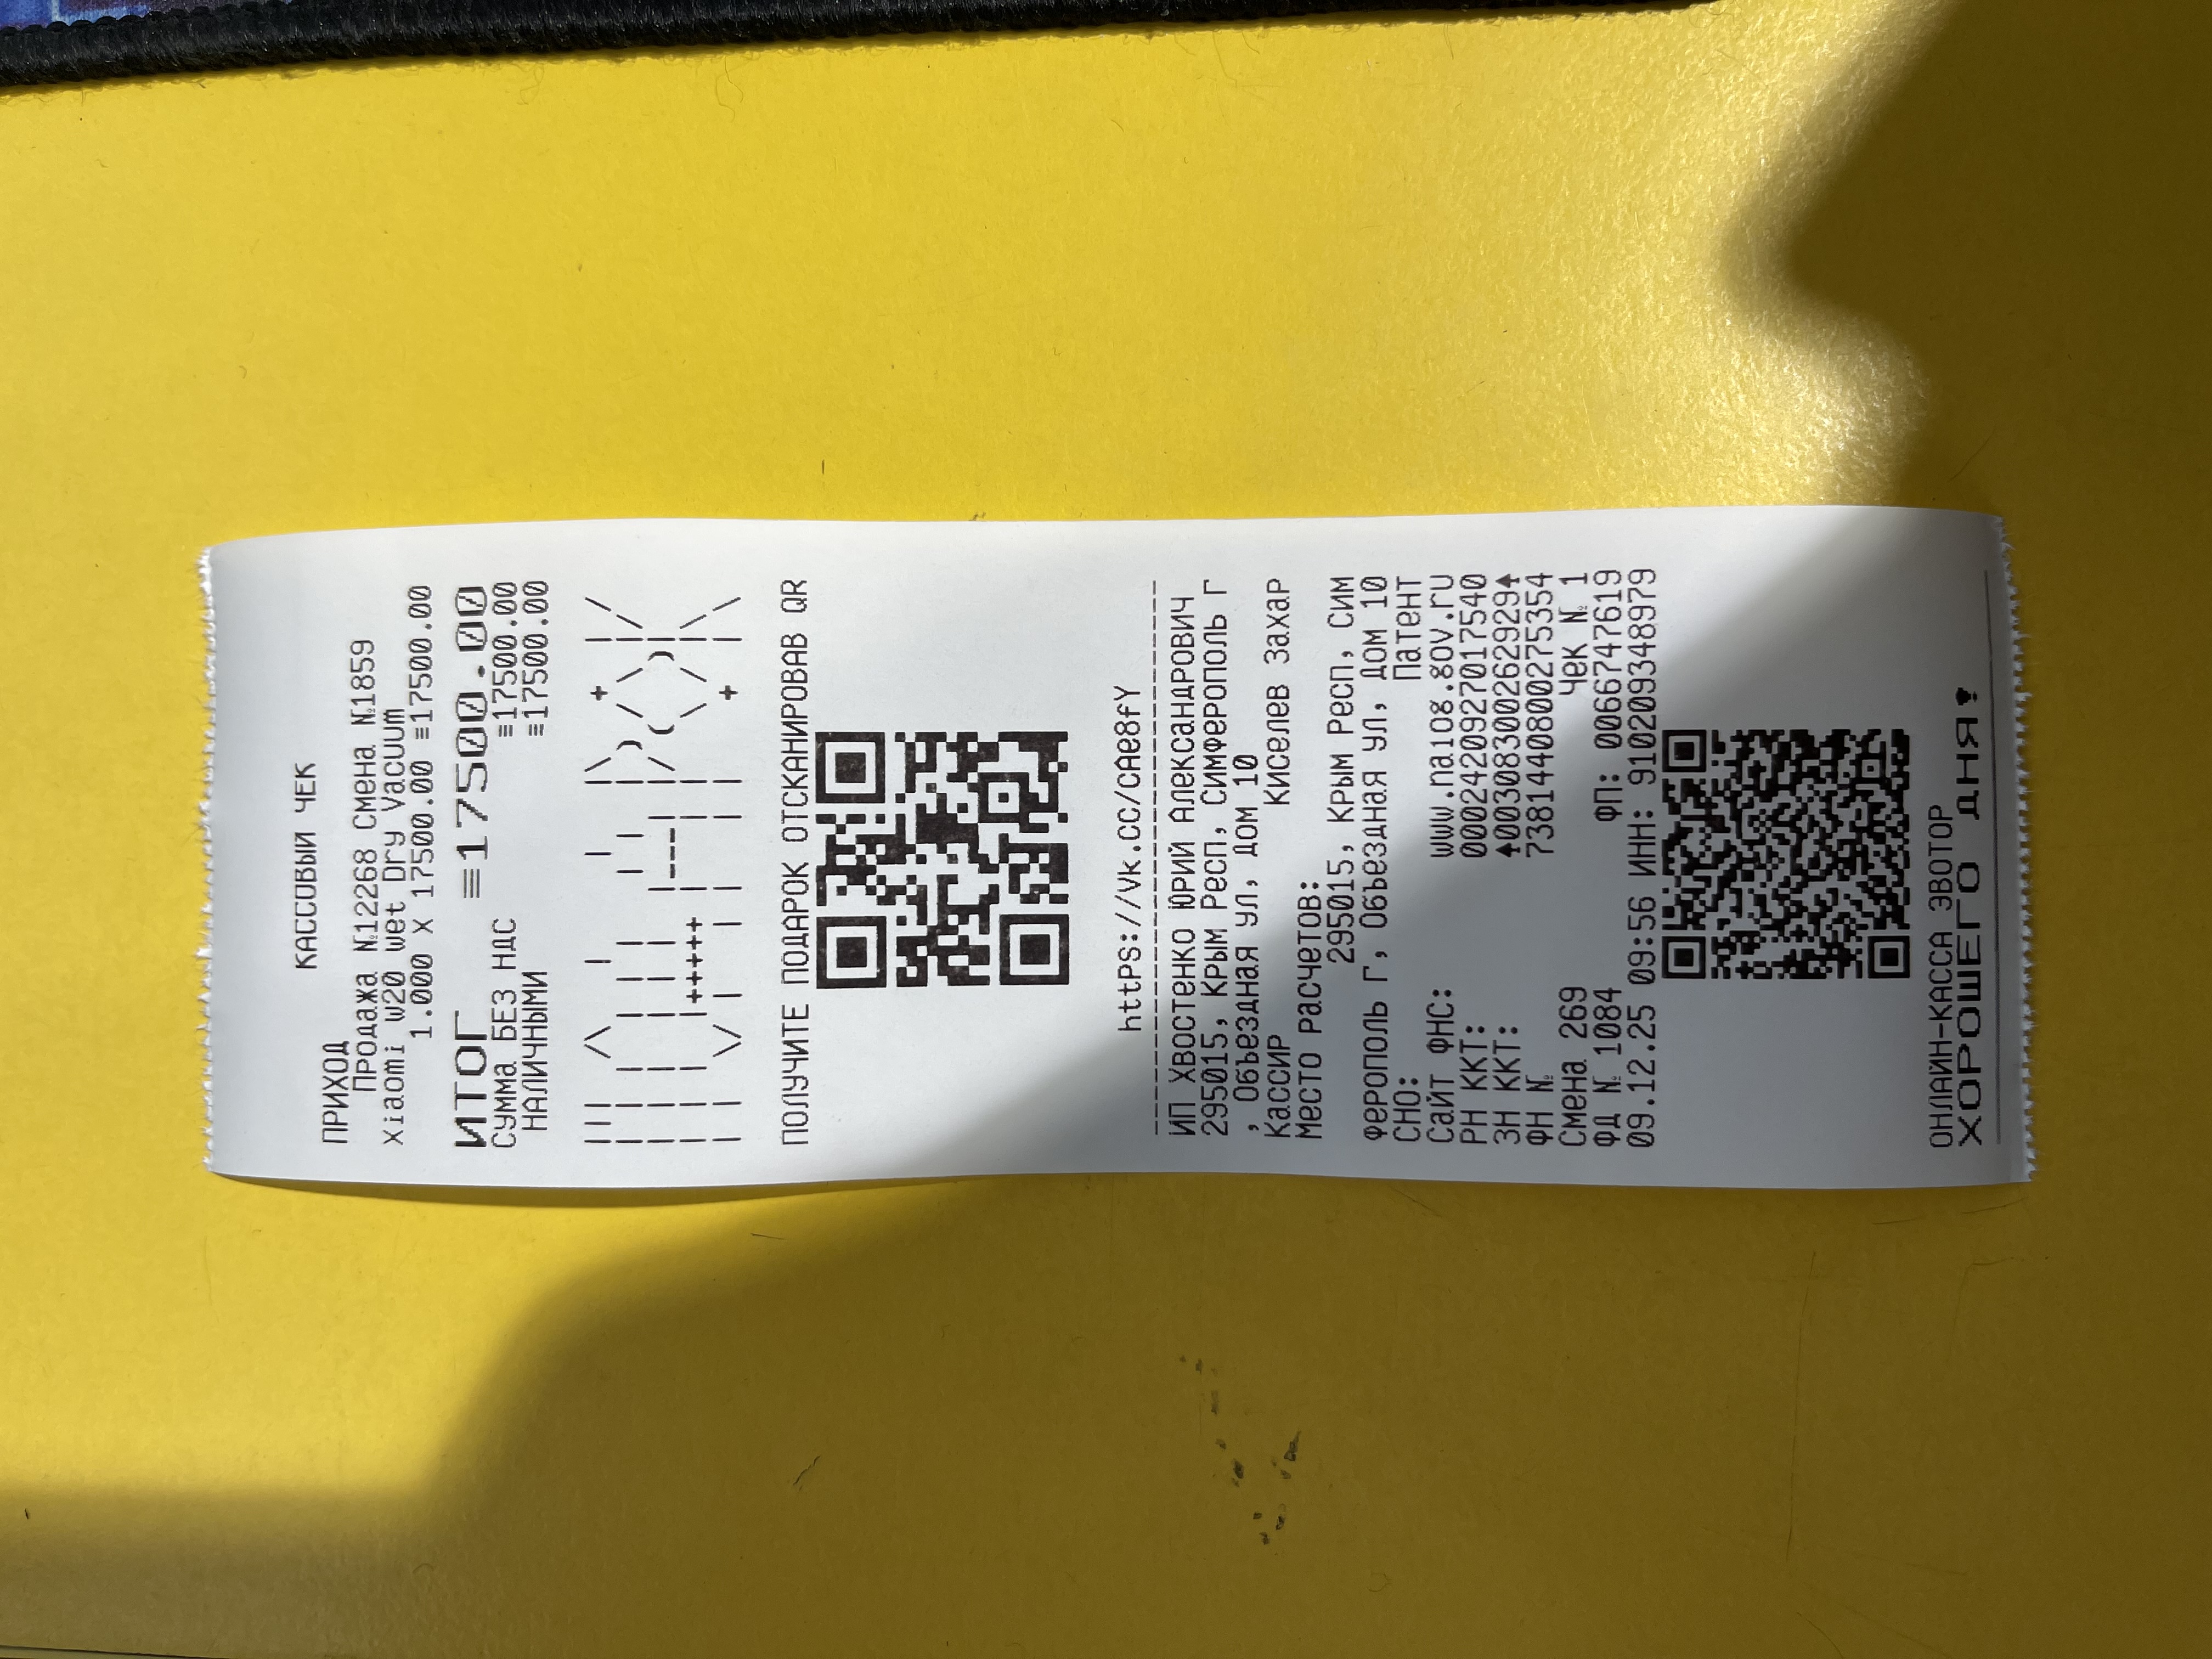 КАССОВЫЙ ЧЕК
ПРИХОД
Продажа №12268 Смена №1859
Xiaomi w20 wet Dry Vacuum
1.000 X 17500.00 ≡17500.00
ИТОГ ≡17500.00
СУММА БЕЗ НДС ≡17500.00
НАЛИЧНЫМИ ≡17500.00
ПОЛУЧИТЕ ПОДАРОК ОТСКАНИРОВАВ QR
https://vk.cc/CAe8fY
ИП ХВОСТЕНКО ЮРИЙ АЛЕКСАНДРОВИЧ
295015, КРЫМ РЕСП, СИМФЕРОПОЛЬ Г
, ОБЪЕЗДНАЯ УЛ, ДОМ 10
Кассир Киселев Захар
Место расчетов:
295015, Крым Респ, Сим
ферополь г, Объездная ул, Дом 10
СНО: Патент
Сайт ФНС: www.nalog.gov.ru
РН ККТ: 0002420927017540
ЗН ККТ: ↑00308300262929↑
ФН № 7381440800275354
Смена 269 Чек № 1
ФД № 1084 ФП: 0066747619
09.12.25 09:56 ИНН: 910209348979
ОНЛАЙН-КАССА ЭВОТОР
ХОРОШЕГО ДНЯ!